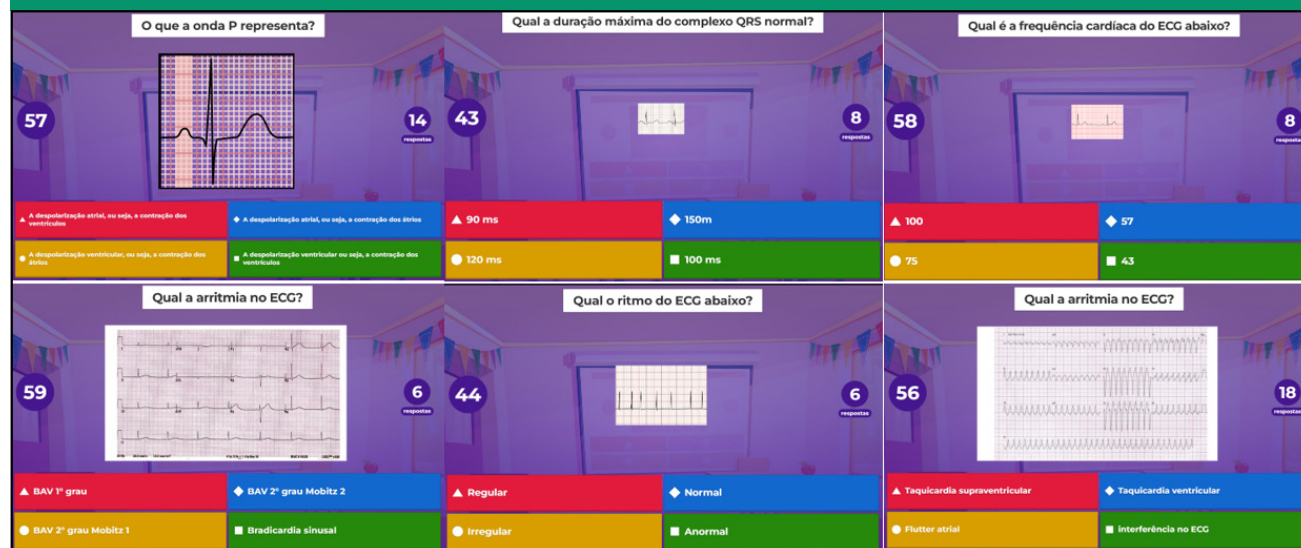 O que a onda P representa?
57
14
respostas
A despolarização atrial, ou seja, a contração dos
ventrículos
A despolarização atrial, ou seja, a contração dos átrios
A despolarização ventricular, ou seja, a contração dos
átrios
A despolarização ventricular ou seja, a contração dos
ventrículos
Qual a duração máxima do complexo QRS normal?
43
8
respostas
90 ms
150m
120 ms
100 ms
Qual é a frequência cardíaca do ECG abaixo?
58
8
respostas
100
57
75
43
Qual a arritmia no ECG?
59
6
respostas
BAV 1° grau
BAV 2° grau Mobitz 2
BAV 2° grau Mobitz 1
Bradicardia sinusal
Qual o ritmo do ECG abaixo?
44
6
respostas
Regular
Normal
Irregular
Anormal
Qual a arritmia no ECG?
56
18
respostas
Taquicardia supraventricular
Taquicardia ventricular
Flutter atrial
interferência no ECG